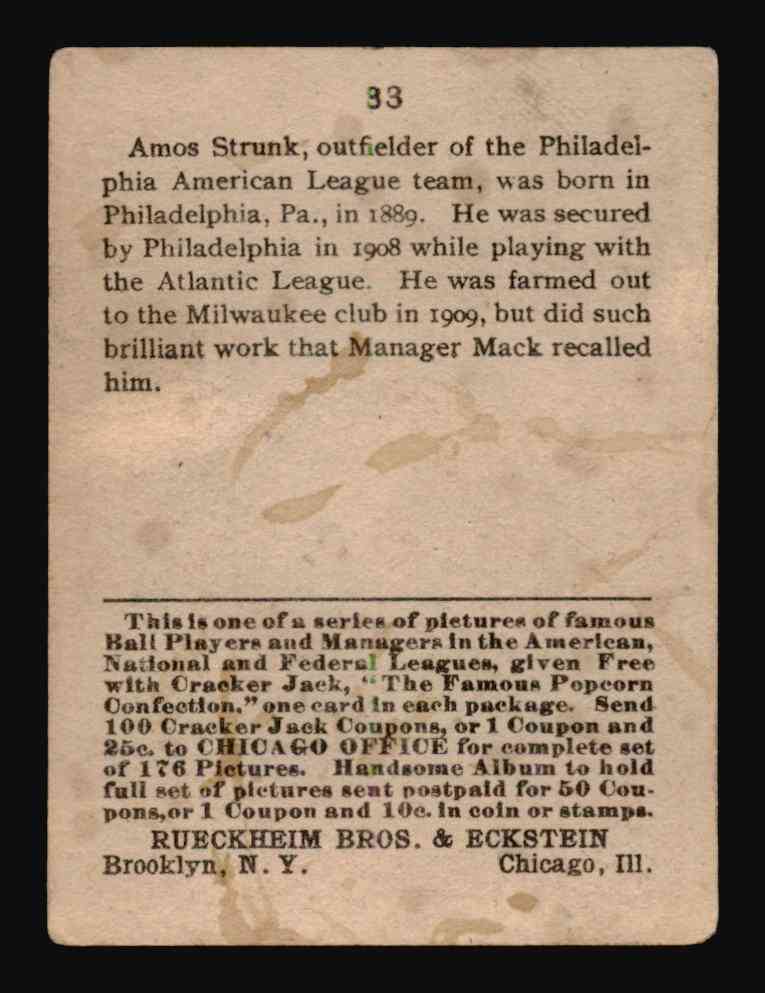 33
Amos Strunk, outfielder of the Philadel-
phia American League team, was born in
Philadelphia, Pa., in 1889. He was secured
by Philadelphia in 1908 while playing with
the Atlantic League. He was farmed out
to the Milwaukee club in 1909, but did such
brilliant work that Manager Mack recalled
him.
This is one of a series of pictures of famous
Ball Players and Managers in the American,
National and Federal Leagues, given Free
with Cracker Jack, "The Famous Popcorn
Confection," one card in each package. Send
100 Cracker Jack Coupons, or 1 Coupon and
25c. to CHICAGO OFFICE for complete set
of 176 Pictures. Handsome Album to hold
full set of pictures sent postpaid for 50 Cou-
pons, or 1 Coupon and 10c. in coin or stamps.
RUECKHEIM BROS. & ECKSTEIN
Brooklyn, N. Y. Chicago, Ill.